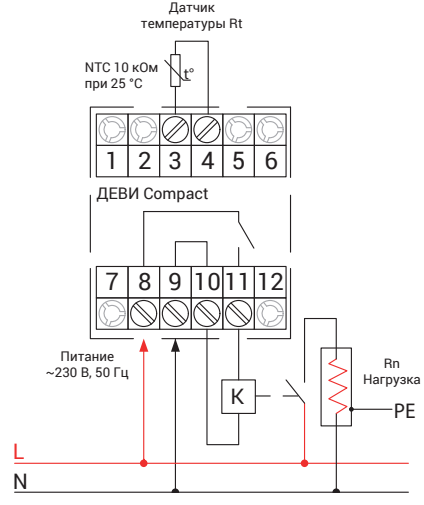 Датчик
температуры Rt
NTC 10 кОм
при 25 °C
t°
1 2 3 4 5 6
ДЕВИ Compact
7 8 9 10 11 12
Питание
~230 В, 50 Гц
K
Rn
Нагрузка
PE
L
N